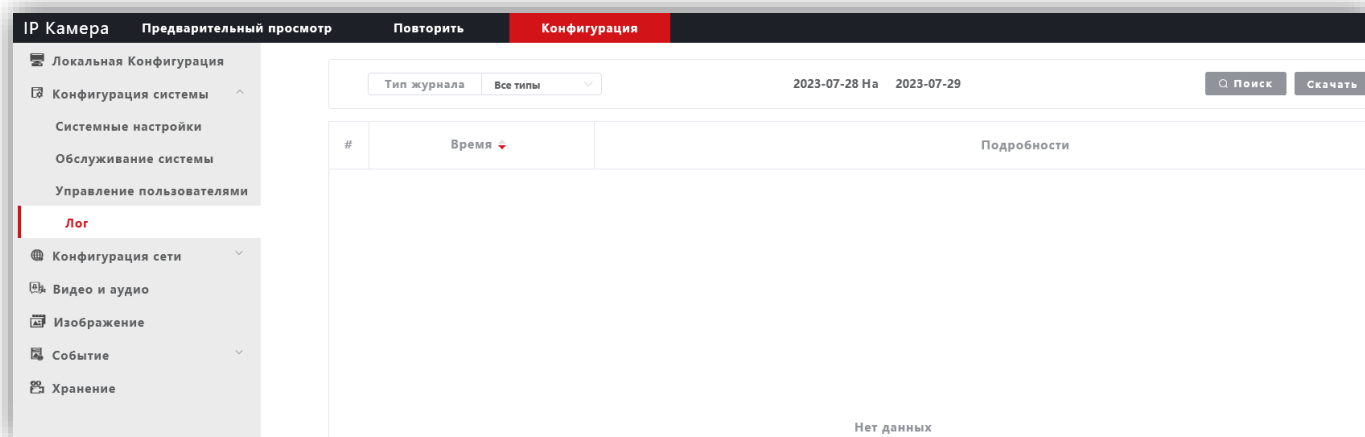 IP Камера Предварительный просмотр Повторить Конфигурация
Локальная Конфигурация
Конфигурация системы
Системные настройки
Обслуживание системы
Управление пользователями
Лог
Конфигурация сети
Видео и аудио
Изображение
Событие
Хранение
Тип журнала Все типы 2023-07-28 На 2023-07-29 Поиск Скачать
# Время Подробности
Нет данных